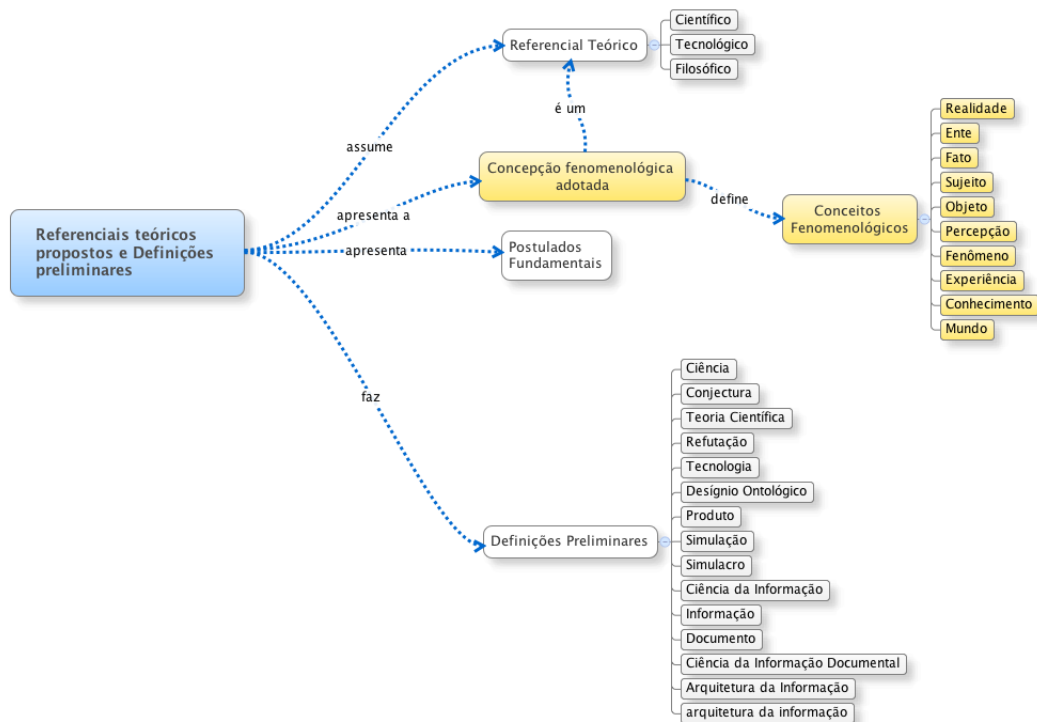 Científico
Referencial Teórico
Tecnológico
Filosófico
é um
assume
Concepção fenomenológica
adotada
apresenta a
define
Conceitos
Fenomenológicos
Realidade
Ente
Fato
Sujeito
Objeto
Percepção
Fenômeno
Experiência
Conhecimento
Mundo
Referenciais teóricos
propostos e Definições
preliminares
apresenta
Postulados
Fundamentais
faz
Definições Preliminares
Ciência
Conjectura
Teoria Científica
Refutação
Tecnologia
Desígnio Ontológico
Produto
Simulação
Simulacro
Ciência da Informação
Informação
Documento
Ciência da Informação Documental
Arquitetura da Informação
arquitetura da informação